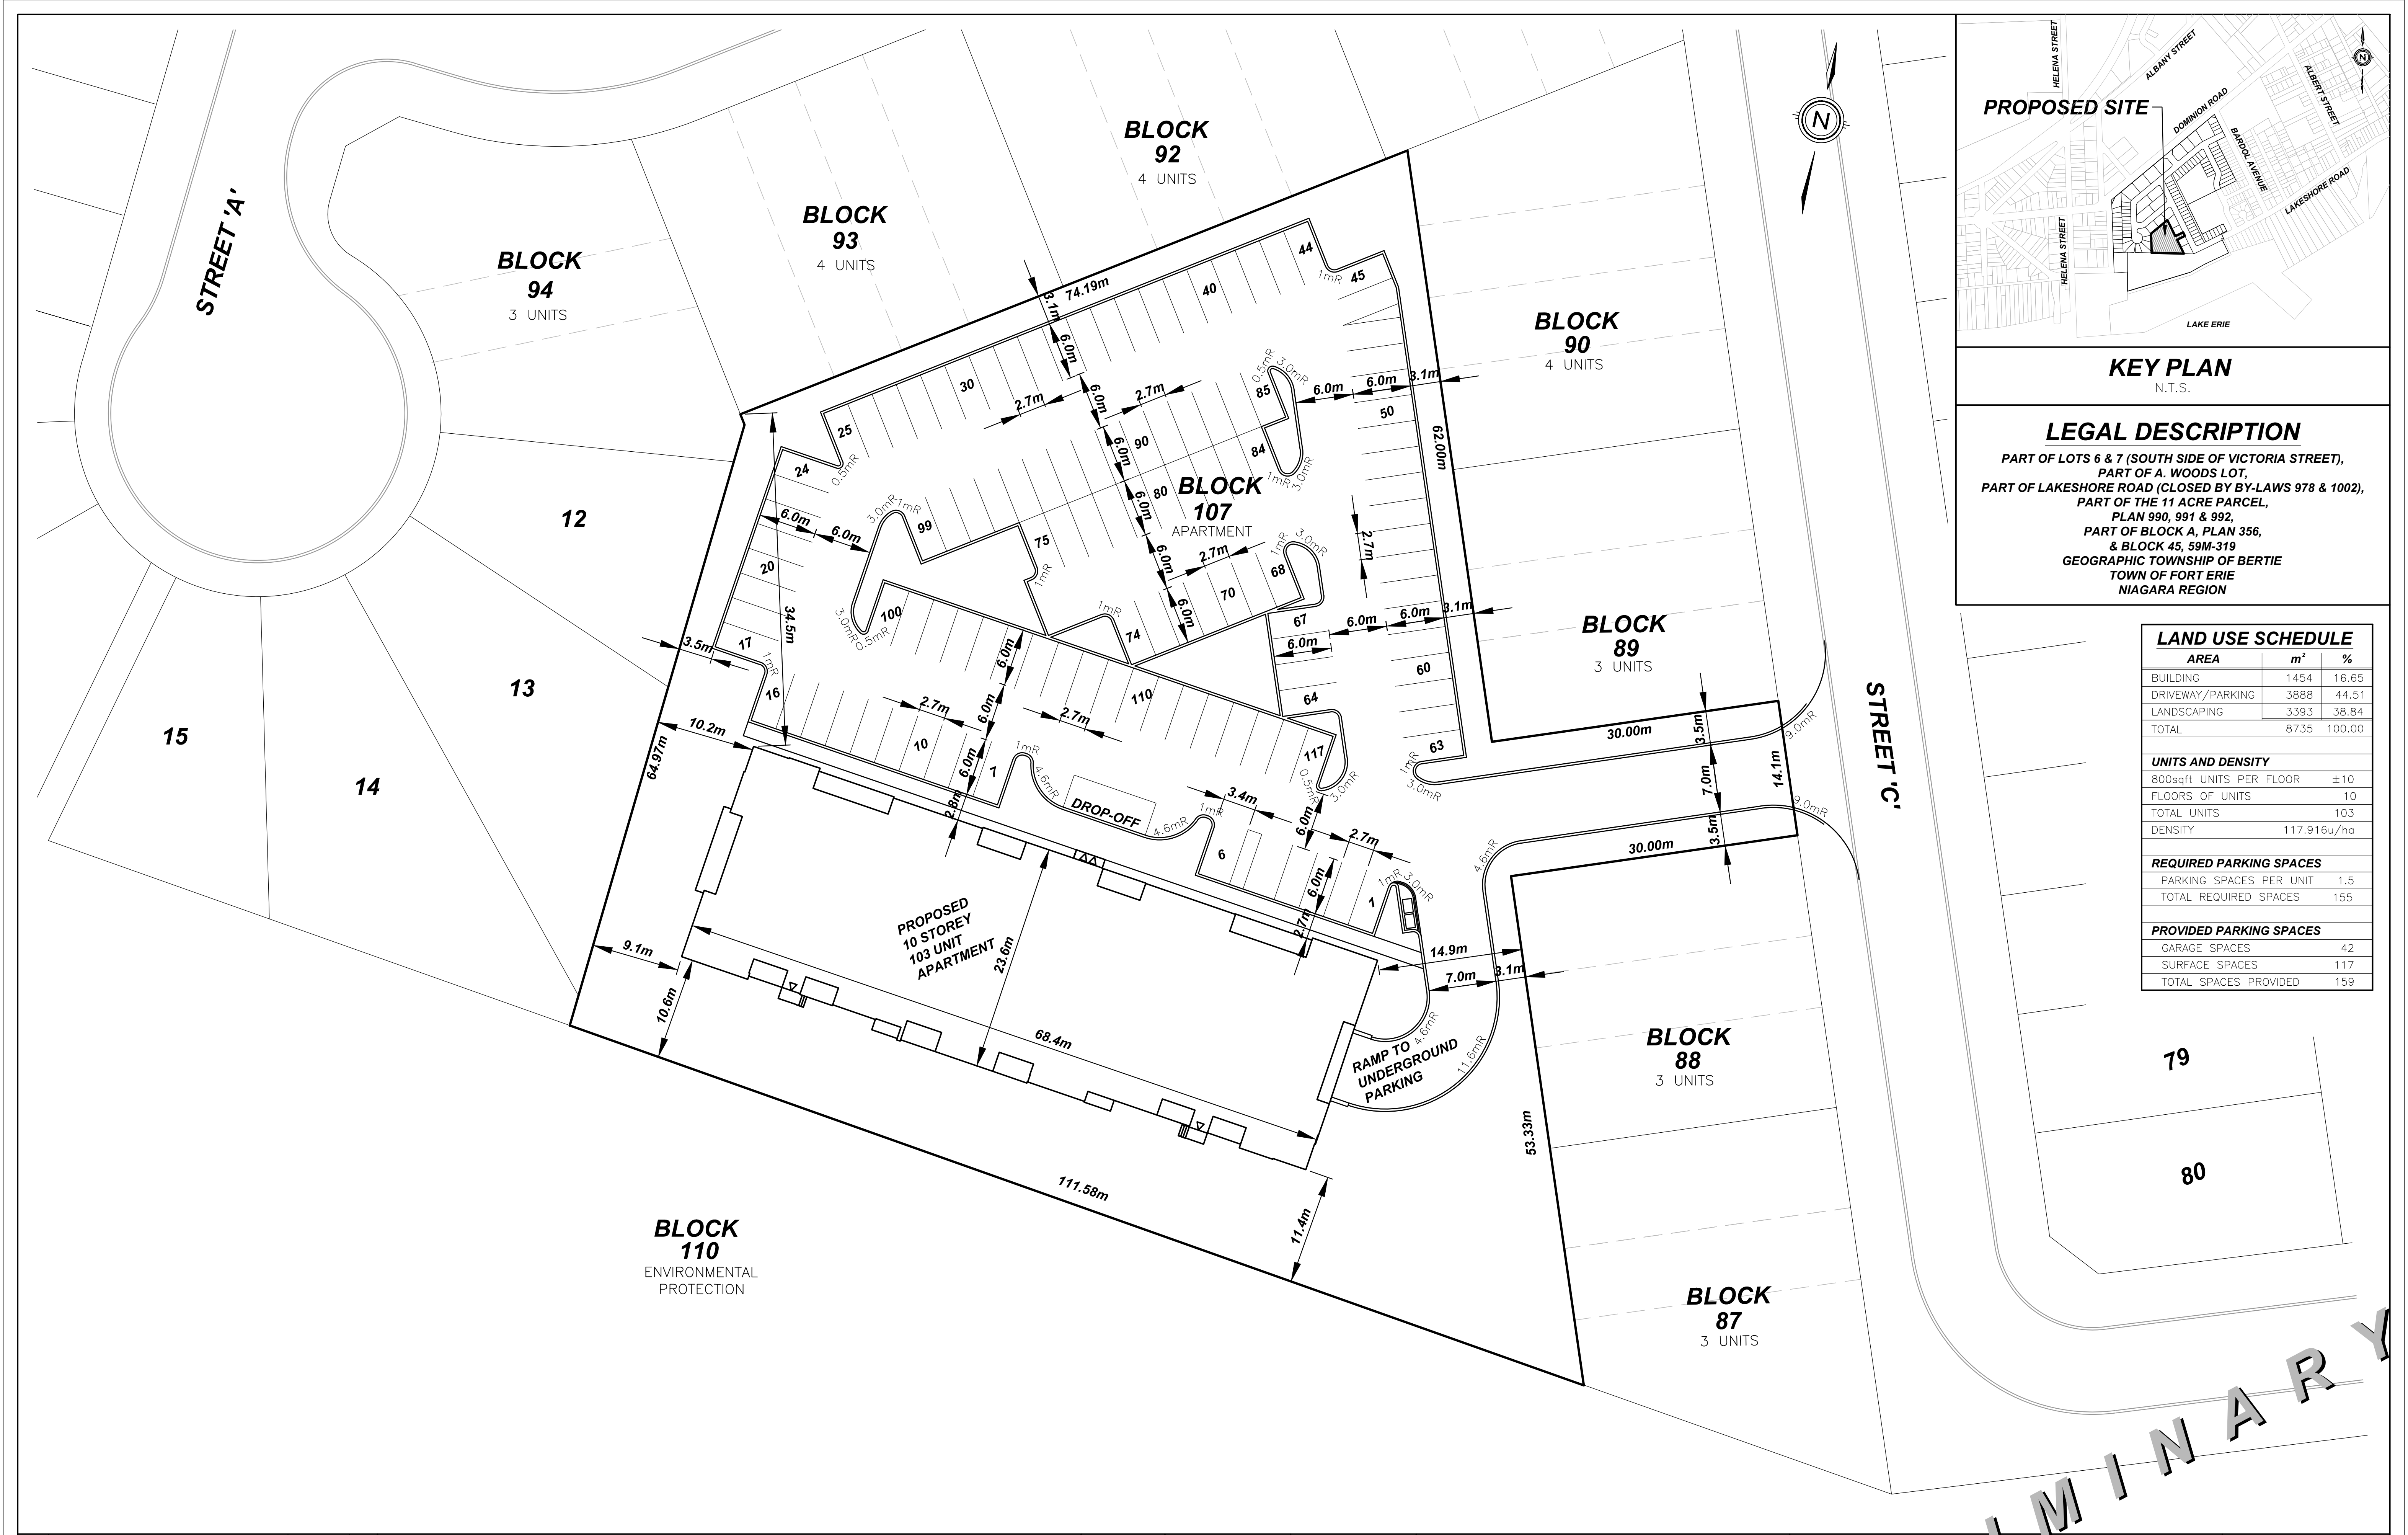 STREET 'A'
BLOCK
94
3 UNITS
BLOCK
93
4 UNITS
BLOCK
92
4 UNITS
BLOCK
90
4 UNITS
BLOCK
89
3 UNITS
BLOCK
88
3 UNITS
BLOCK
87
3 UNITS
BLOCK
107
APARTMENT
BLOCK
110
ENVIRONMENTAL
PROTECTION
12
13
14
15
79
80
STREET 'C'
N
74.19m
3.1m
6.0m
2.7m
6.0m
2.7m
6.0m
6.0m
6.0m
2.7m
6.0m
44
45
1mR
40
30
25
24
0.5mR
20
17
16
1mR
6.0m
6.0m
34.5m
3.5m
10.2m
64.97m
3.0mR
1mR
99
3.0mR
0.5mR
100
75
1mR
1mR
74
90
80
85
84
0.5mR
3.0mR
1mR
3.0mR
6.0m
6.0m
3.1m
50
62.00m
2.7m
1mR
3.0mR
68
70
67
6.0m
6.0m
6.0m
3.1m
60
64
63
110
117
0.5mR
3.0mR
6.0m
6.0m
2.7m
2.7m
6.0m
2.8m
10
7
1mR
4.6mR
DROP-OFF
4.6mR
1mR
3.4m
6.0m
2.7m
6
6.0m
2.7m
1
1mR
3.0mR
1mR
3.0mR
30.00m
3.5m
7.0m
14.1m
9.0mR
9.0mR
3.5m
30.00m
4.6mR
14.9m
7.0m
3.1m
4.6mR
11.6mR
RAMP TO
UNDERGROUND
PARKING
PROPOSED
10 STOREY
103 UNIT
APARTMENT
23.6m
68.4m
9.1m
10.6m
111.58m
11.4m
53.33m
HELENA STREET
ALBANY STREET
DOMINION ROAD
ALBERT STREET
BARDOL AVENUE
LAKESHORE ROAD
HELENA STREET
LAKE ERIE
N
PROPOSED SITE
KEY PLAN
N.T.S.
LEGAL DESCRIPTION
PART OF LOTS 6 & 7 (SOUTH SIDE OF VICTORIA STREET),
PART OF A. WOODS LOT,
PART OF LAKESHORE ROAD (CLOSED BY BY-LAWS 978 & 1002),
PART OF THE 11 ACRE PARCEL,
PLAN 990, 991 & 992,
PART OF BLOCK A, PLAN 356,
& BLOCK 45, 59M-319
GEOGRAPHIC TOWNSHIP OF BERTIE
TOWN OF FORT ERIE
NIAGARA REGION
LAND USE SCHEDULE
AREA m² %
BUILDING 1454 16.65
DRIVEWAY/PARKING 3888 44.51
LANDSCAPING 3393 38.84
TOTAL 8735 100.00
UNITS AND DENSITY
800sqft UNITS PER FLOOR ±10
FLOORS OF UNITS 10
TOTAL UNITS 103
DENSITY 117.916u/ha
REQUIRED PARKING SPACES
PARKING SPACES PER UNIT 1.5
TOTAL REQUIRED SPACES 155
PROVIDED PARKING SPACES
GARAGE SPACES 42
SURFACE SPACES 117
TOTAL SPACES PROVIDED 159
MINARY